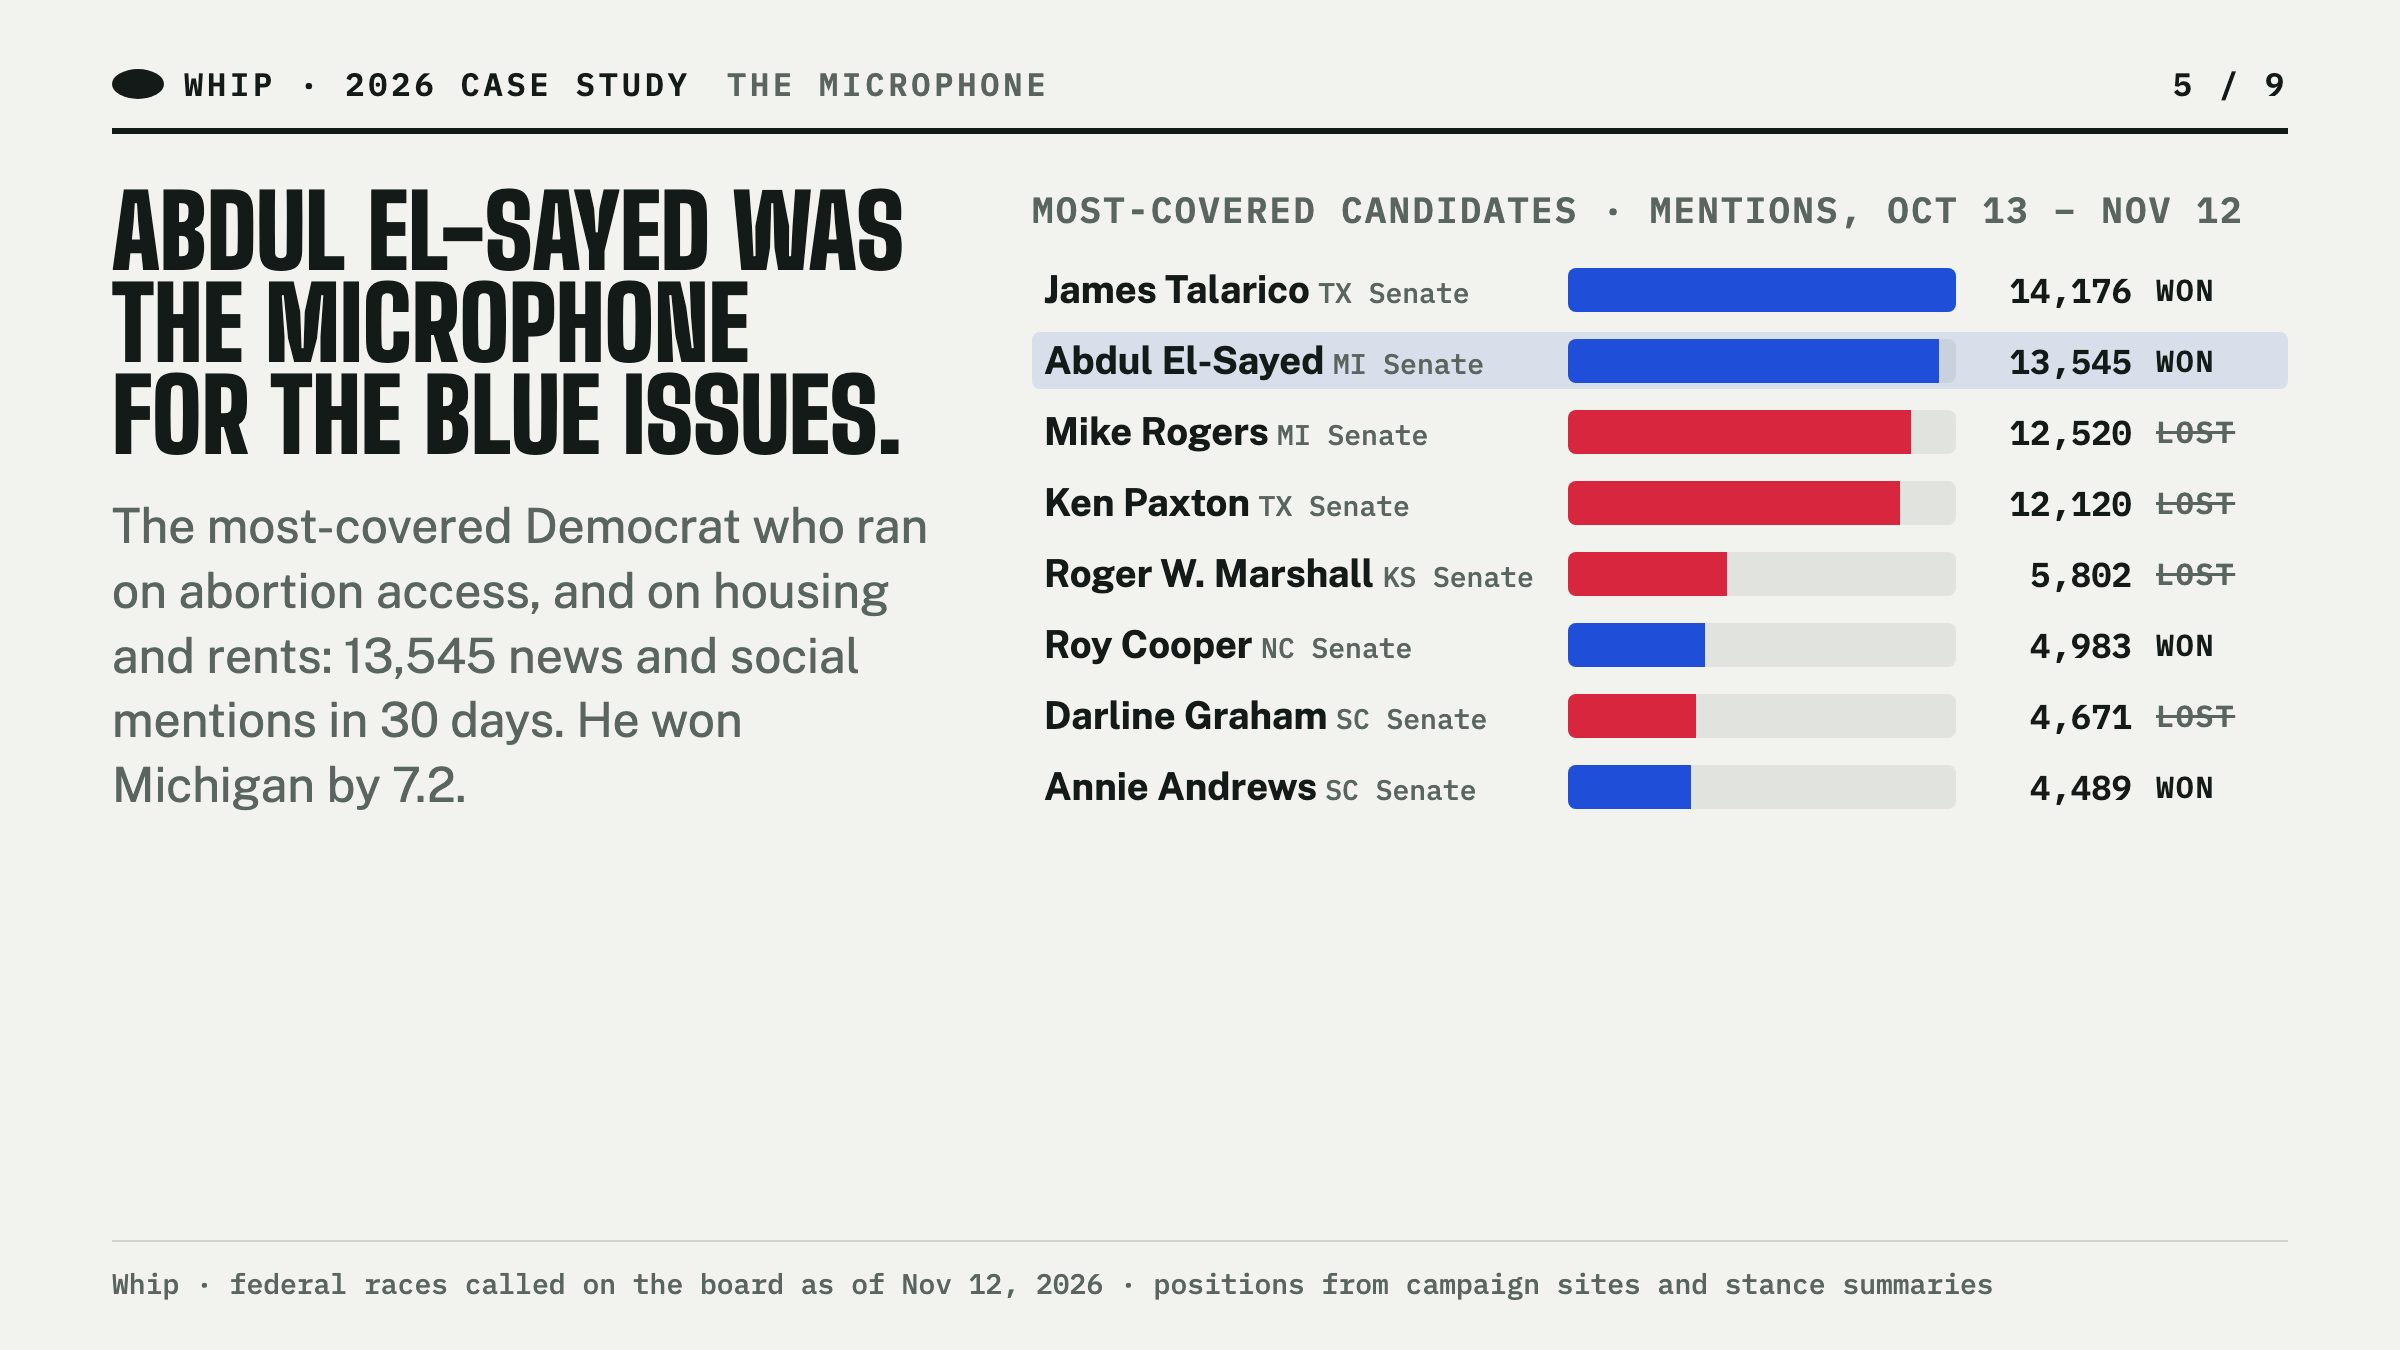 WHIP · 2026 CASE STUDY THE MICROPHONE
5 / 9
ABDUL EL-SAYED WAS
THE MICROPHONE
FOR THE BLUE ISSUES.
The most-covered Democrat who ran
on abortion access, and on housing
and rents: 13,545 news and social
mentions in 30 days. He won
Michigan by 7.2.
MOST-COVERED CANDIDATES · MENTIONS, OCT 13 – NOV 12
James Talarico TX Senate 14,176 WON
Abdul El-Sayed MI Senate 13,545 WON
Mike Rogers MI Senate 12,520 LOST
Ken Paxton TX Senate 12,120 LOST
Roger W. Marshall KS Senate 5,802 LOST
Roy Cooper NC Senate 4,983 WON
Darline Graham SC Senate 4,671 LOST
Annie Andrews SC Senate 4,489 WON
Whip · federal races called on the board as of Nov 12, 2026 · positions from campaign sites and stance summaries